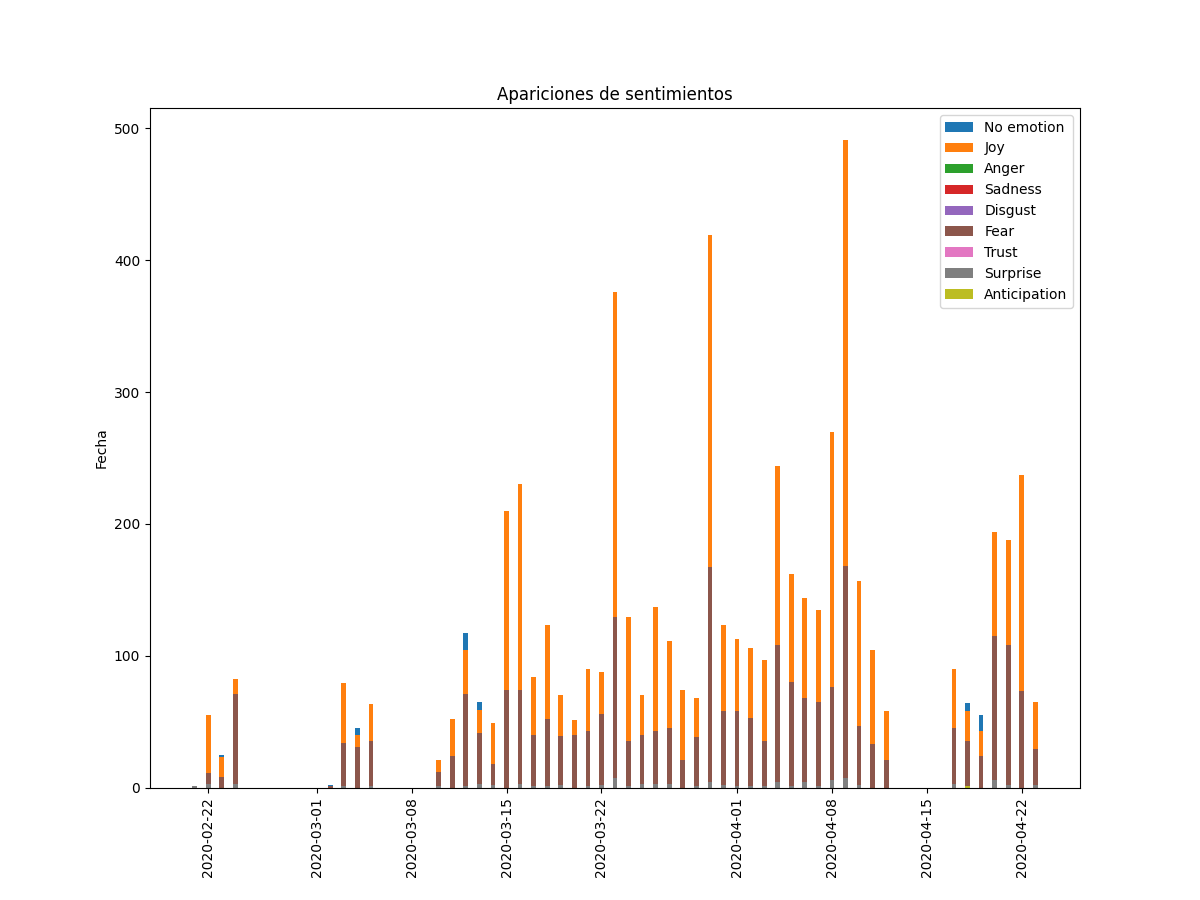 Apariciones de sentimientos
Fecha
500
400
300
200
100
0
2020-02-22
2020-03-01
2020-03-08
2020-03-15
2020-03-22
2020-04-01
2020-04-08
2020-04-15
2020-04-22
No emotion
Joy
Anger
Sadness
Disgust
Fear
Trust
Surprise
Anticipation